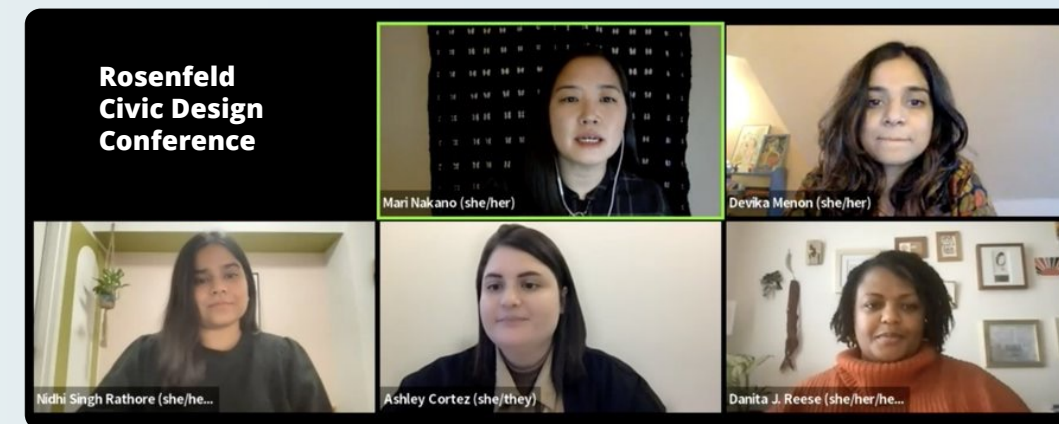 Rosenfeld
Civic Design
Conference
Mari Nakano (she/her)
Devika Menon (she/her)
Nidhi Singh Rathore (she/he...
Ashley Cortez (she/they)
Danita J. Reese (she/her/he...